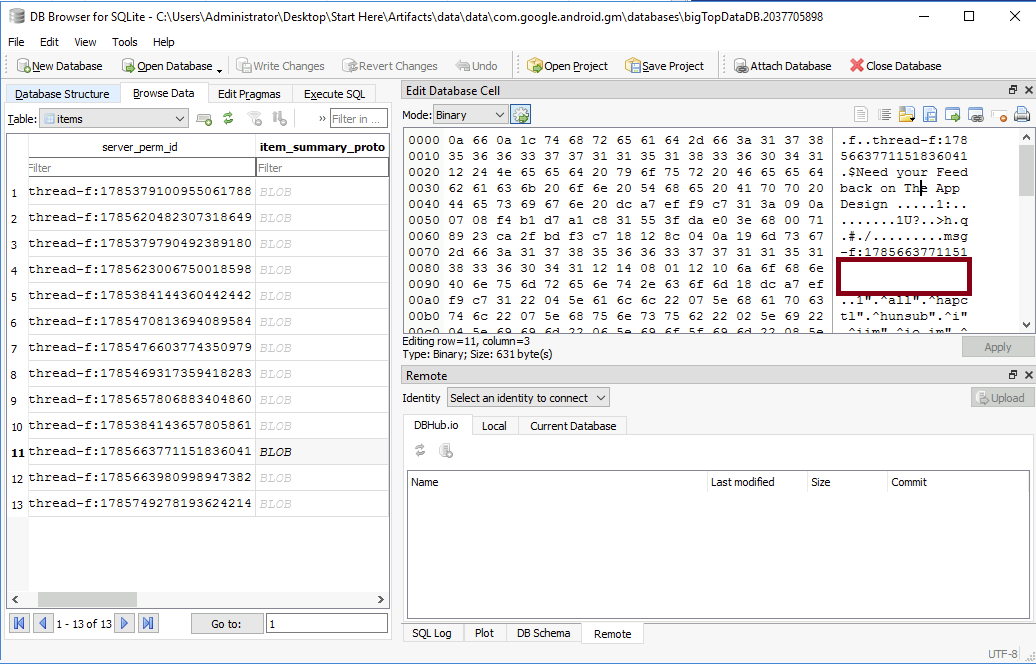 DB Browser for SQLite - C:\Users\Administrator\Desktop\Start Here\Artifacts\data\data\com.google.android.gm\databases\bigTopDataDB.2037705898
File Edit View Tools Help
New Database Open Database Write Changes Revert Changes Undo Open Project Save Project Attach Database Close Database
Database Structure Browse Data Edit Pragmas Execute SQL
Table: items » Filter in ...
server_perm_id item_summary_proto
Filter Filter
1 thread-f:1785379100955061788 BLOB
2 thread-f:1785620482307318649 BLOB
3 thread-f:1785379790492389180 BLOB
4 thread-f:1785623006750018598 BLOB
5 thread-f:1785384144360442442 BLOB
6 thread-f:1785470813694089584 BLOB
7 thread-f:1785476603774350979 BLOB
8 thread-f:1785469317359418283 BLOB
9 thread-f:1785657806883404860 BLOB
10 thread-f:1785384143657805861 BLOB
11 thread-f:1785663771151836041 BLOB
12 thread-f:1785663980998947382 BLOB
13 thread-f:1785749278193624214 BLOB
1 - 13 of 13 Go to: 1
Edit Database Cell
Mode: Binary
0000 0a 66 0a 1c 74 68 72 65 61 64 2d 66 3a 31 37 38 .f..thread-f:178
0010 35 36 36 33 37 37 31 31 35 31 38 33 36 30 34 31 5663771151836041
0020 12 24 4e 65 65 64 20 79 6f 75 72 20 46 65 65 64 .$Need your Feed
0030 62 61 63 6b 20 6f 6e 20 54 68 65 20 41 70 70 20 back on The App
0040 44 65 73 69 67 6e 20 dc a7 ef f9 c7 31 3a 09 0a Design .....1:..
0050 07 08 f4 b1 d7 a1 c8 31 55 3f da e0 3e 68 00 71 .......1U?..>h.q
0060 89 23 ca 2f bd f3 c7 18 12 8c 04 0a 19 6d 73 67 .#./.........msg
0070 2d 66 3a 31 37 38 35 36 36 33 37 37 31 31 35 31 -f:1785663771151
0080 38 33 36 30 34 31 12 14 08 01 12 10 6a 6f 68 6e
0090 40 6e 75 6d 72 65 6e 74 2e 63 6f 6d 18 dc a7 ef
00a0 f9 c7 31 22 04 5e 61 6c 6c 22 07 5e 68 61 70 63 ..1".^all".^hapc
00b0 74 6c 22 07 5e 68 75 6e 73 75 62 22 02 5e 69 22 tl".^hunsub".^i"
00c0 04 5e 69 69 6d 22 06 5e 69 6f 5f 69 6d 22 08 5e .^iim".^io_im".^
Editing row=11, column=3
Type: Binary; Size: 631 byte(s)
Apply
Remote
Identity Select an identity to connect Upload
DBHub.io Local Current Database
Name Last modified Size Commit
SQL Log Plot DB Schema Remote
UTF-8